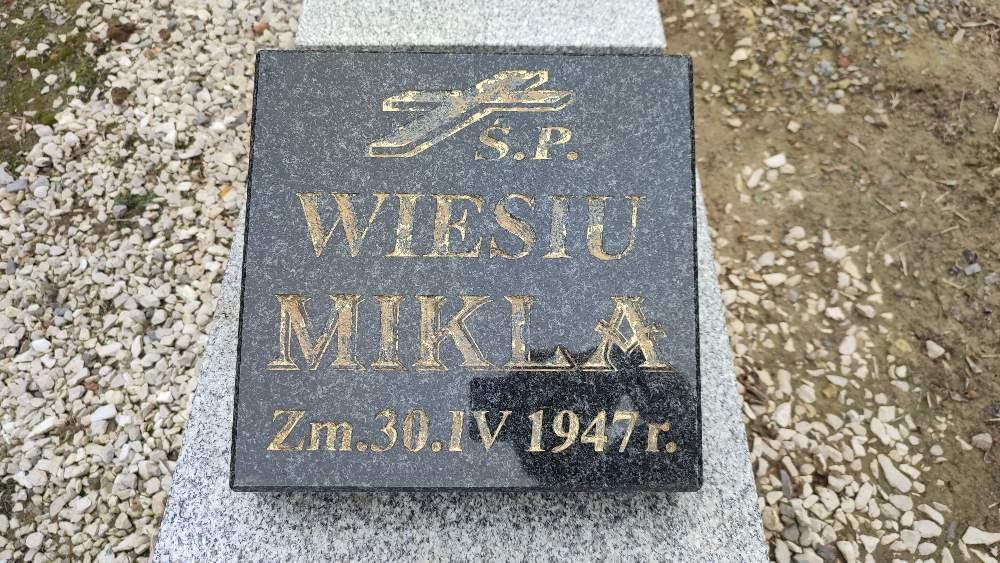 Ś.P.
WIESIU
MIKLA
Zm.30.IV 1947r.